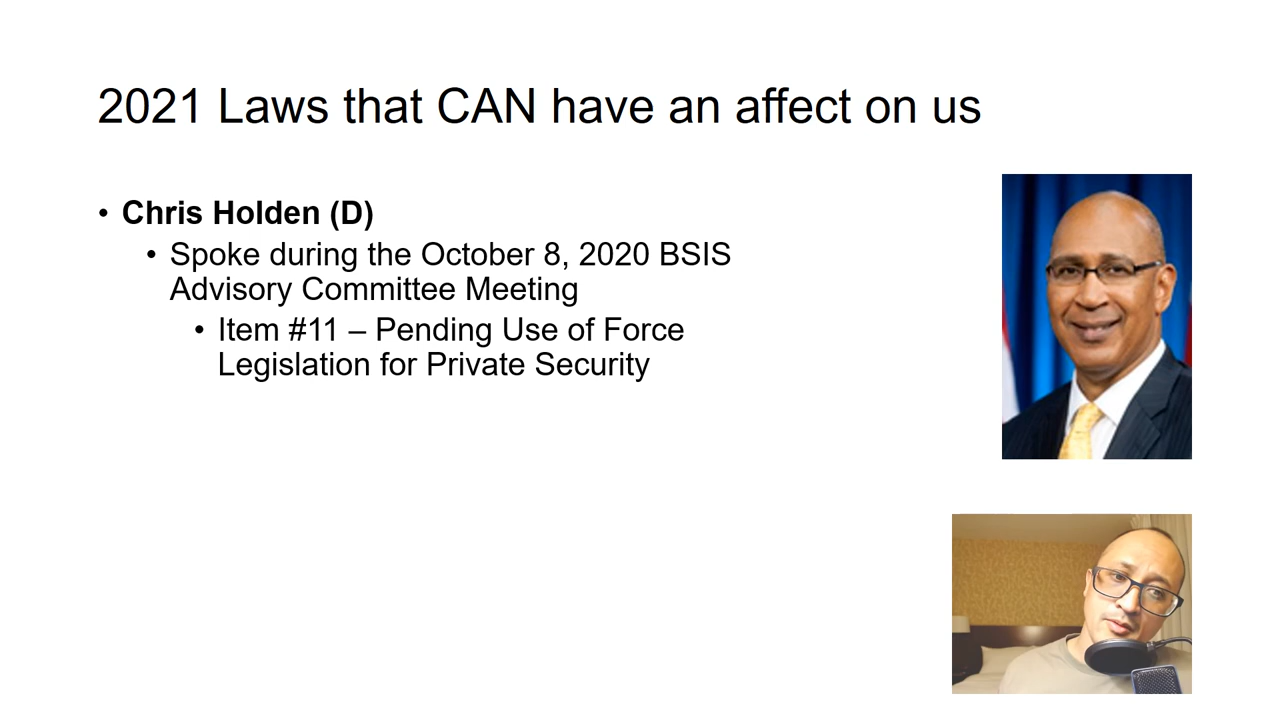 2021 Laws that CAN have an affect on us
• Chris Holden (D)
• Spoke during the October 8, 2020 BSIS
Advisory Committee Meeting
• Item #11 – Pending Use of Force
Legislation for Private Security